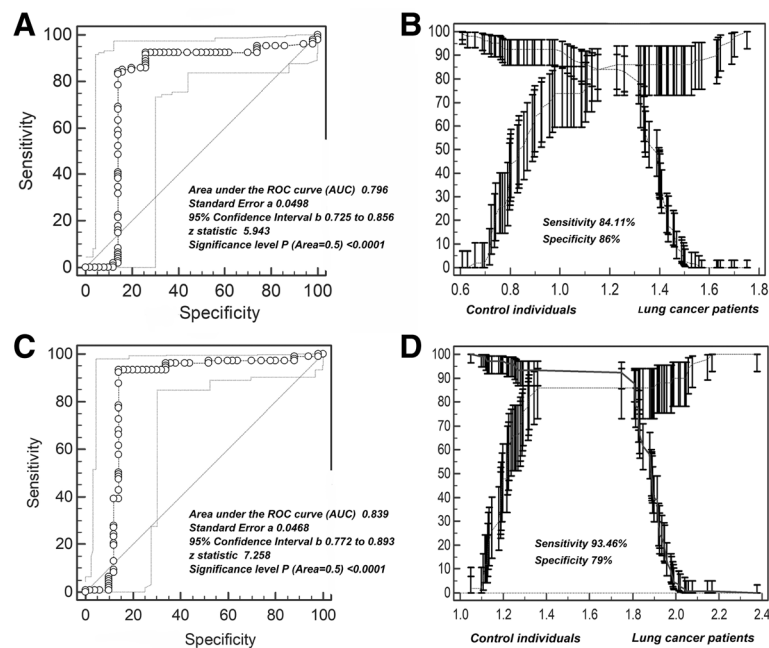 A
100
80
60
40
20
0
Sensitivity
Area under the ROC curve (AUC) 0.796
Standard Error a 0.0498
95% Confidence Interval b 0.725 to 0.856
z statistic 5.943
Significance level P (Area=0.5) <0.0001
0 20 40 60 80 100
Specificity
B
100
90
80
70
60
50
40
30
20
10
0
Sensitivity 84.11%
Specificity 86%
0.6 0.8 1.0 1.2 1.4 1.6 1.8
Control individuals Lung cancer patients
C
100
80
60
40
20
0
Sensitivity
Area under the ROC curve (AUC) 0.839
Standard Error a 0.0468
95% Confidence Interval b 0.772 to 0.893
z statistic 7.258
Significance level P (Area=0.5) <0.0001
0 20 40 60 80 100
Specificity
D
100
90
80
70
60
50
40
30
20
10
0
Sensitivity 93.46%
Specificity 79%
1.0 1.2 1.4 1.6 1.8 2.0 2.2 2.4
Control individuals Lung cancer patients